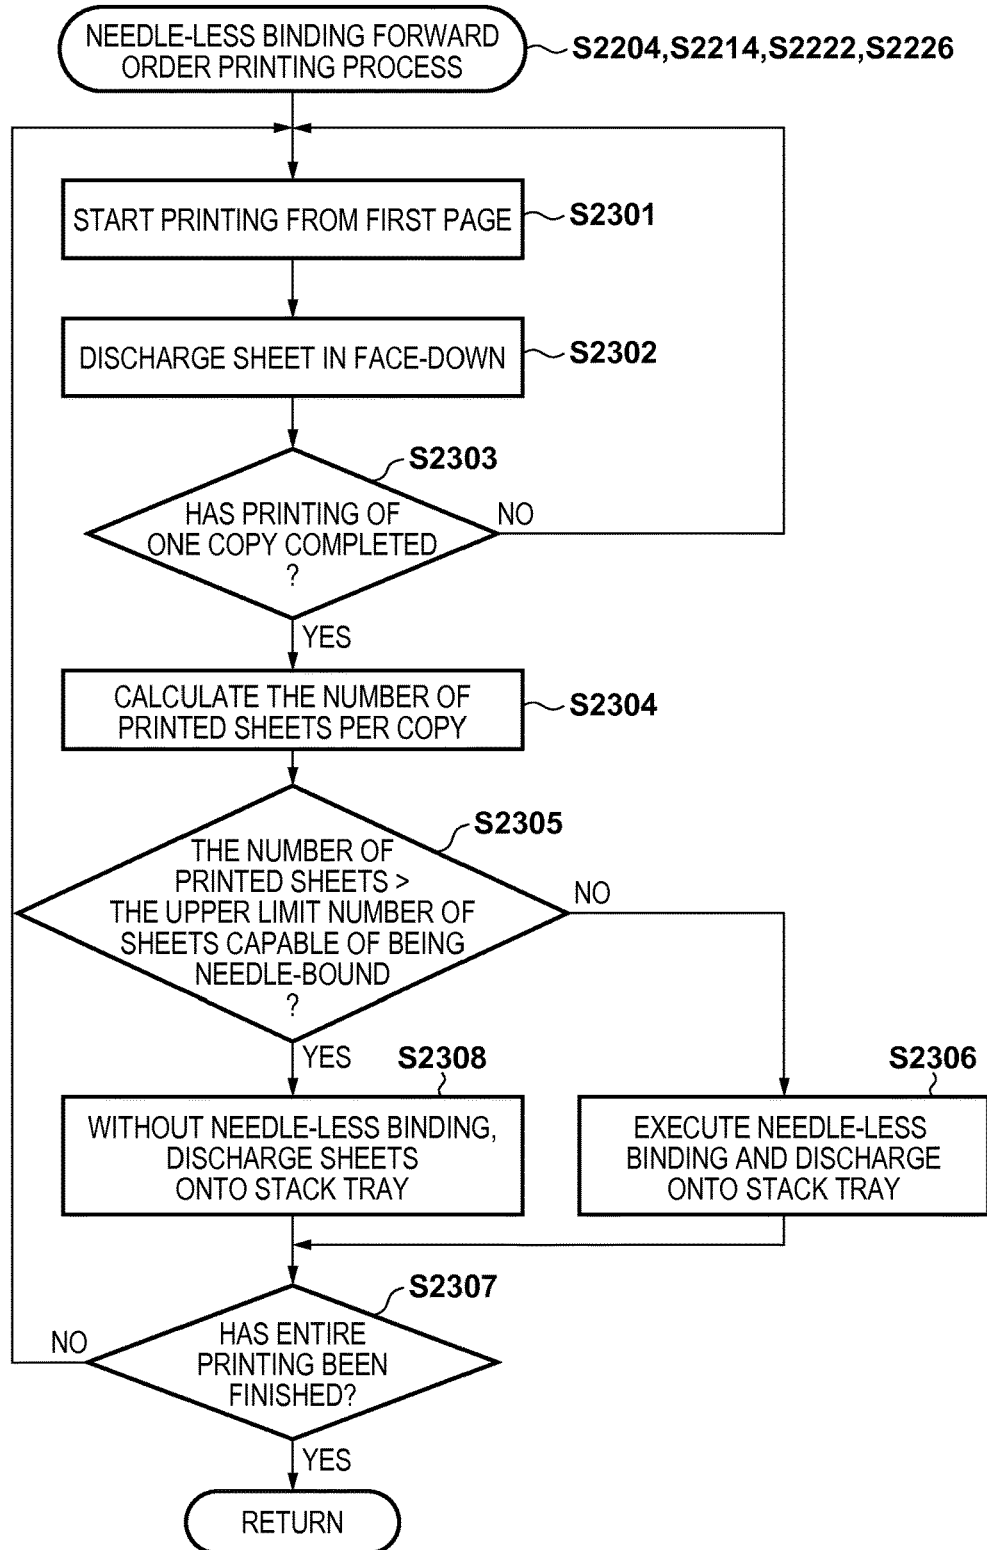 NEEDLE-LESS BINDING FORWARD
ORDER PRINTING PROCESS
S2204,S2214,S2222,S2226
START PRINTING FROM FIRST PAGE
S2301
DISCHARGE SHEET IN FACE-DOWN
S2302
S2303
HAS PRINTING OF
ONE COPY COMPLETED
?
NO
YES
CALCULATE THE NUMBER OF
PRINTED SHEETS PER COPY
S2304
S2305
THE NUMBER OF
PRINTED SHEETS >
THE UPPER LIMIT NUMBER OF
SHEETS CAPABLE OF BEING
NEEDLE-BOUND
?
NO
YES
S2308
WITHOUT NEEDLE-LESS BINDING,
DISCHARGE SHEETS
ONTO STACK TRAY
S2306
EXECUTE NEEDLE-LESS
BINDING AND DISCHARGE
ONTO STACK TRAY
S2307
HAS ENTIRE
PRINTING BEEN
FINISHED?
NO
YES
RETURN